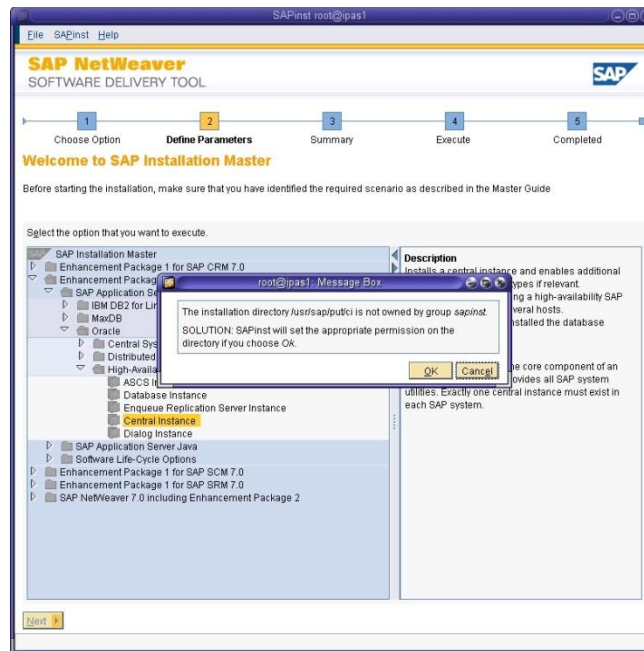 SAPinst root@ipas1
File SAPinst Help
SAP NetWeaver
SOFTWARE DELIVERY TOOL
SAP
1 2 3 4 5
Choose Option Define Parameters Summary Execute Completed
Welcome to SAP Installation Master
Before starting the installation, make sure that you have identified the required scenario as described in the Master Guide
Select the option that you want to execute.
SAP Installation Master
Enhancement Package 1 for SAP CRM 7.0
Enhancement Packag
SAP Application Se
IBM DB2 for Lin
MaxDB
Oracle
Central Sys
Distributed
High-Availa
ASCS I
Database Instance
Enqueue Replication Server Instance
Central Instance
Dialog Instance
SAP Application Server Java
Software Life-Cycle Options
Enhancement Package 1 for SAP SCM 7.0
Enhancement Package 1 for SAP SRM 7.0
SAP NetWeaver 7.0 including Enhancement Package 2
Description
Installs a central instance and enables additional
ypes if relevant.
ng a high-availability SAP
veral hosts.
nstalled the database
root@ipas1: Message Box
The installation directory /usr/sap/put/ci is not owned by group sapinst.
SOLUTION: SAPinst will set the appropriate permission on the
directory if you choose Ok.
OK Cancel
ne core component of an
ovides all SAP system
utilities. Exactly one central instance must exist in
each SAP system.
Next